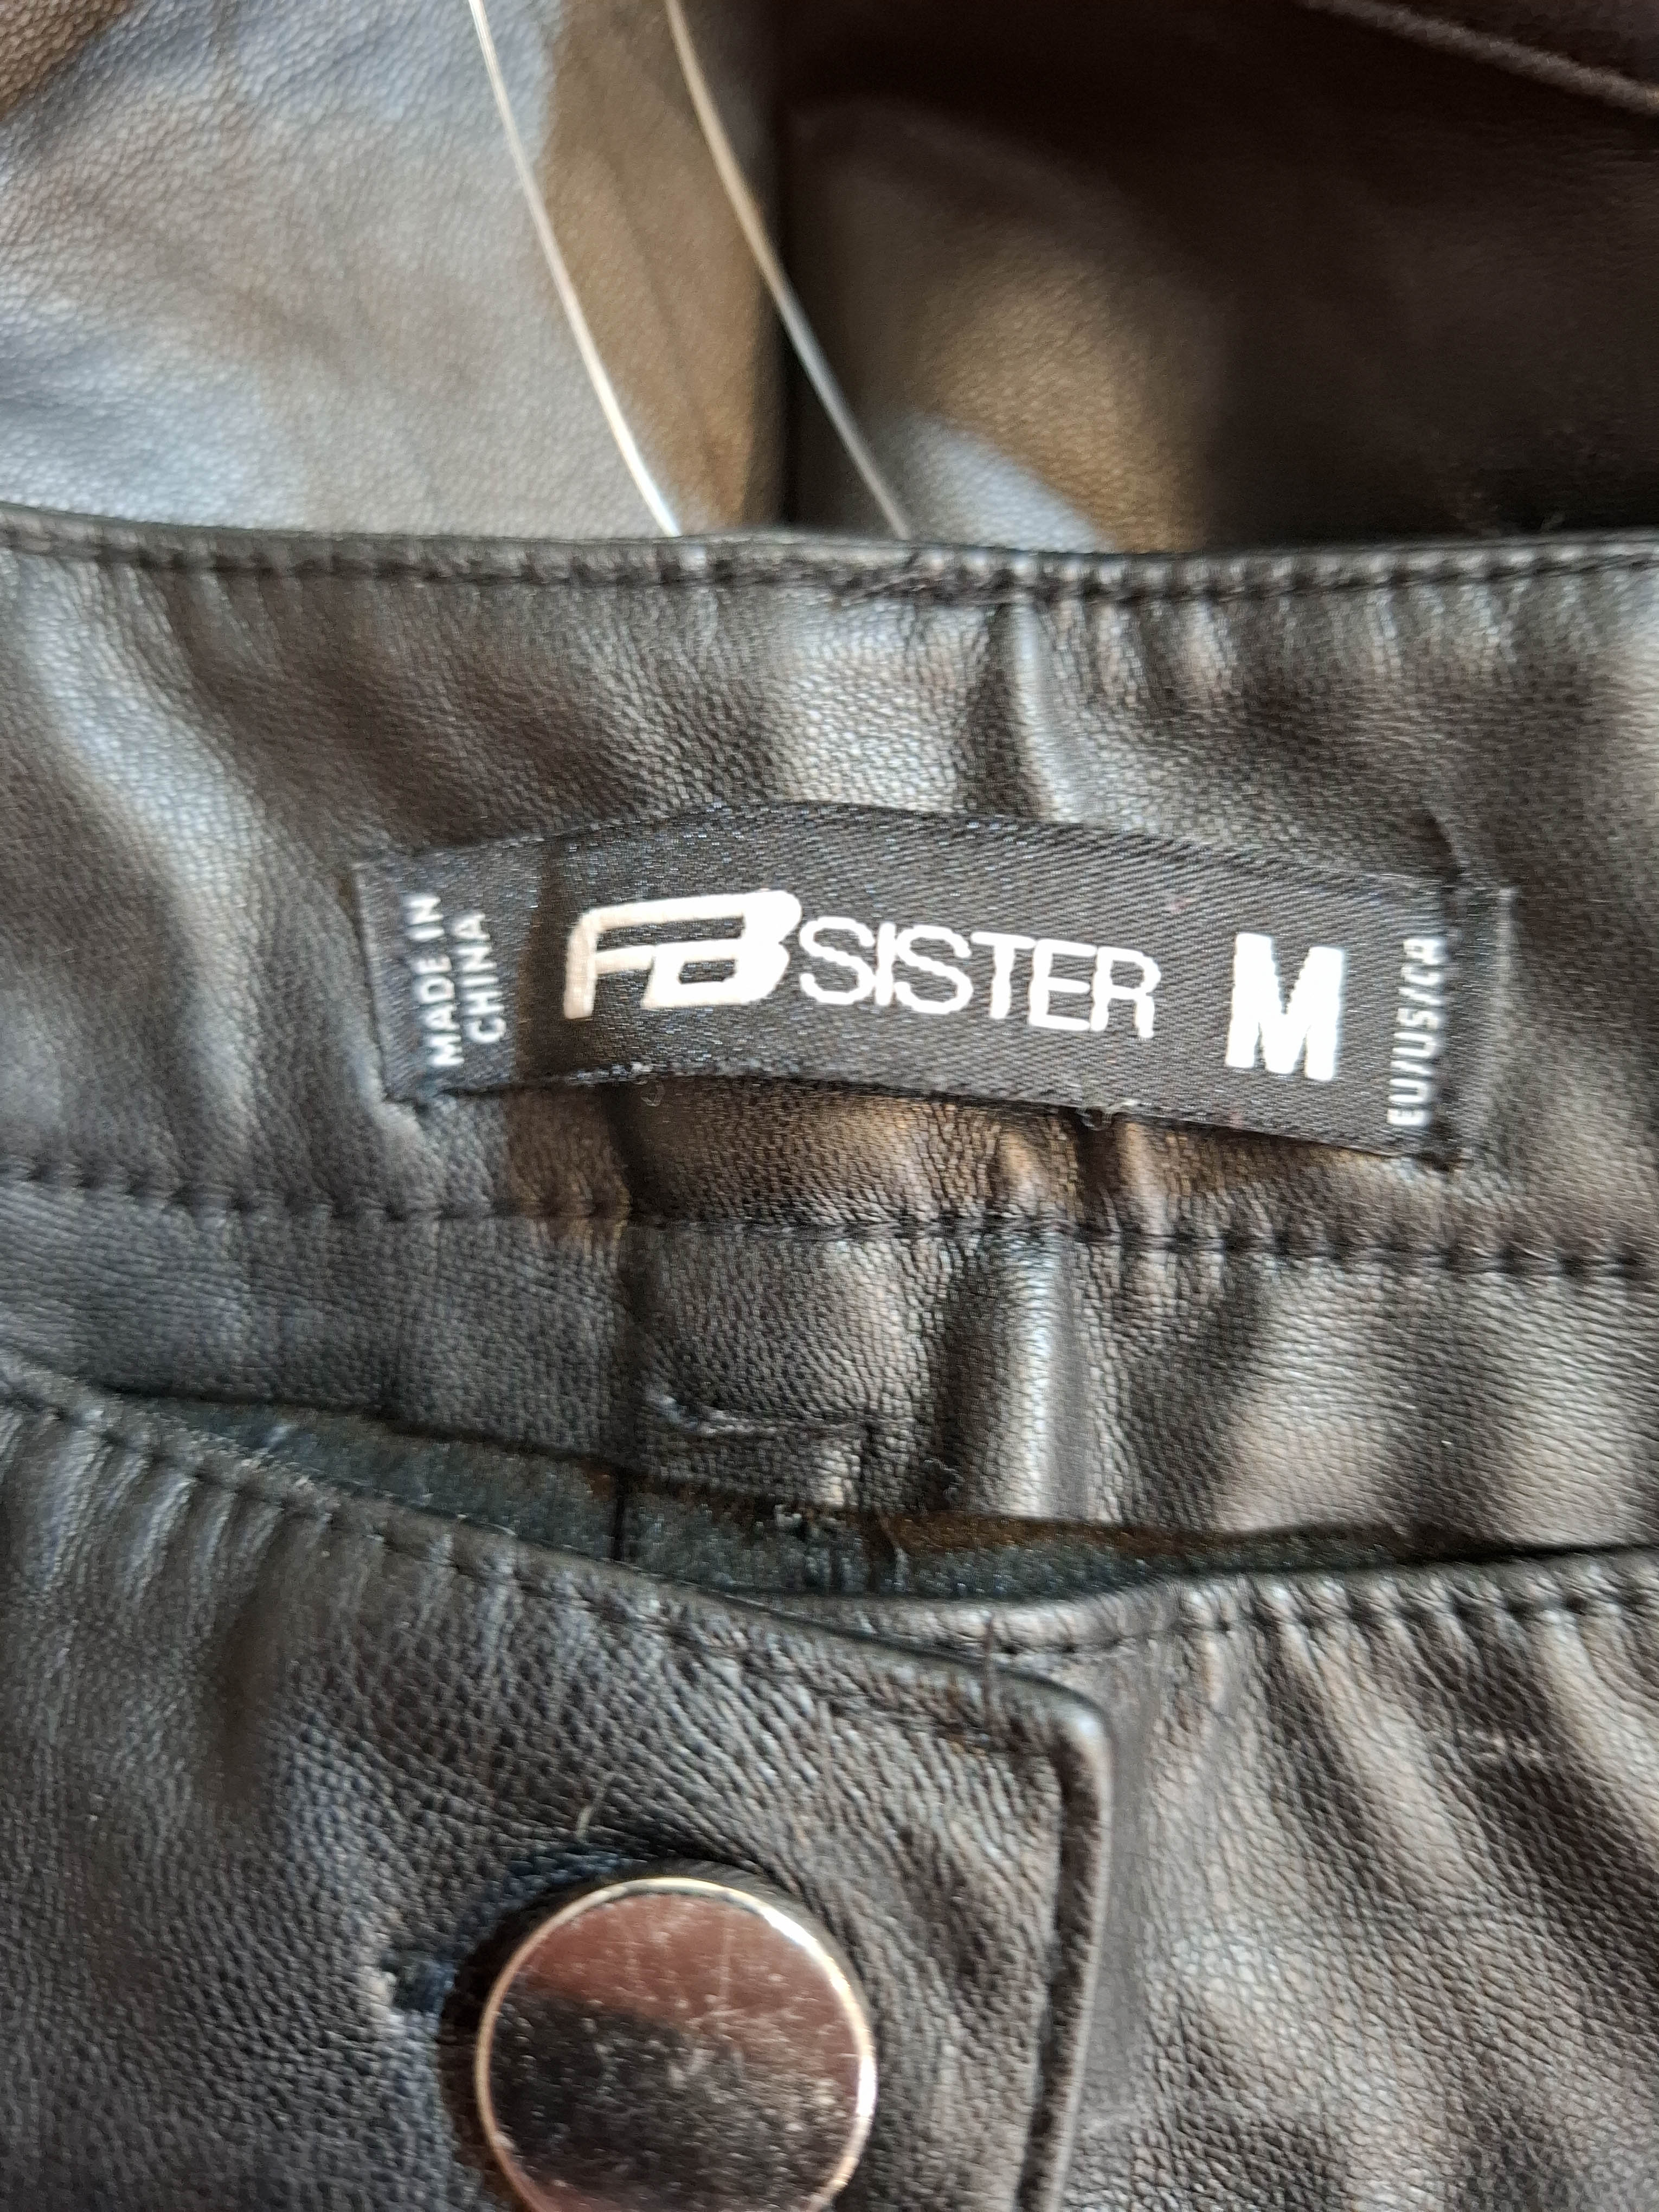 MADE IN
CHINA
FB SISTER
M
EU/US/CA